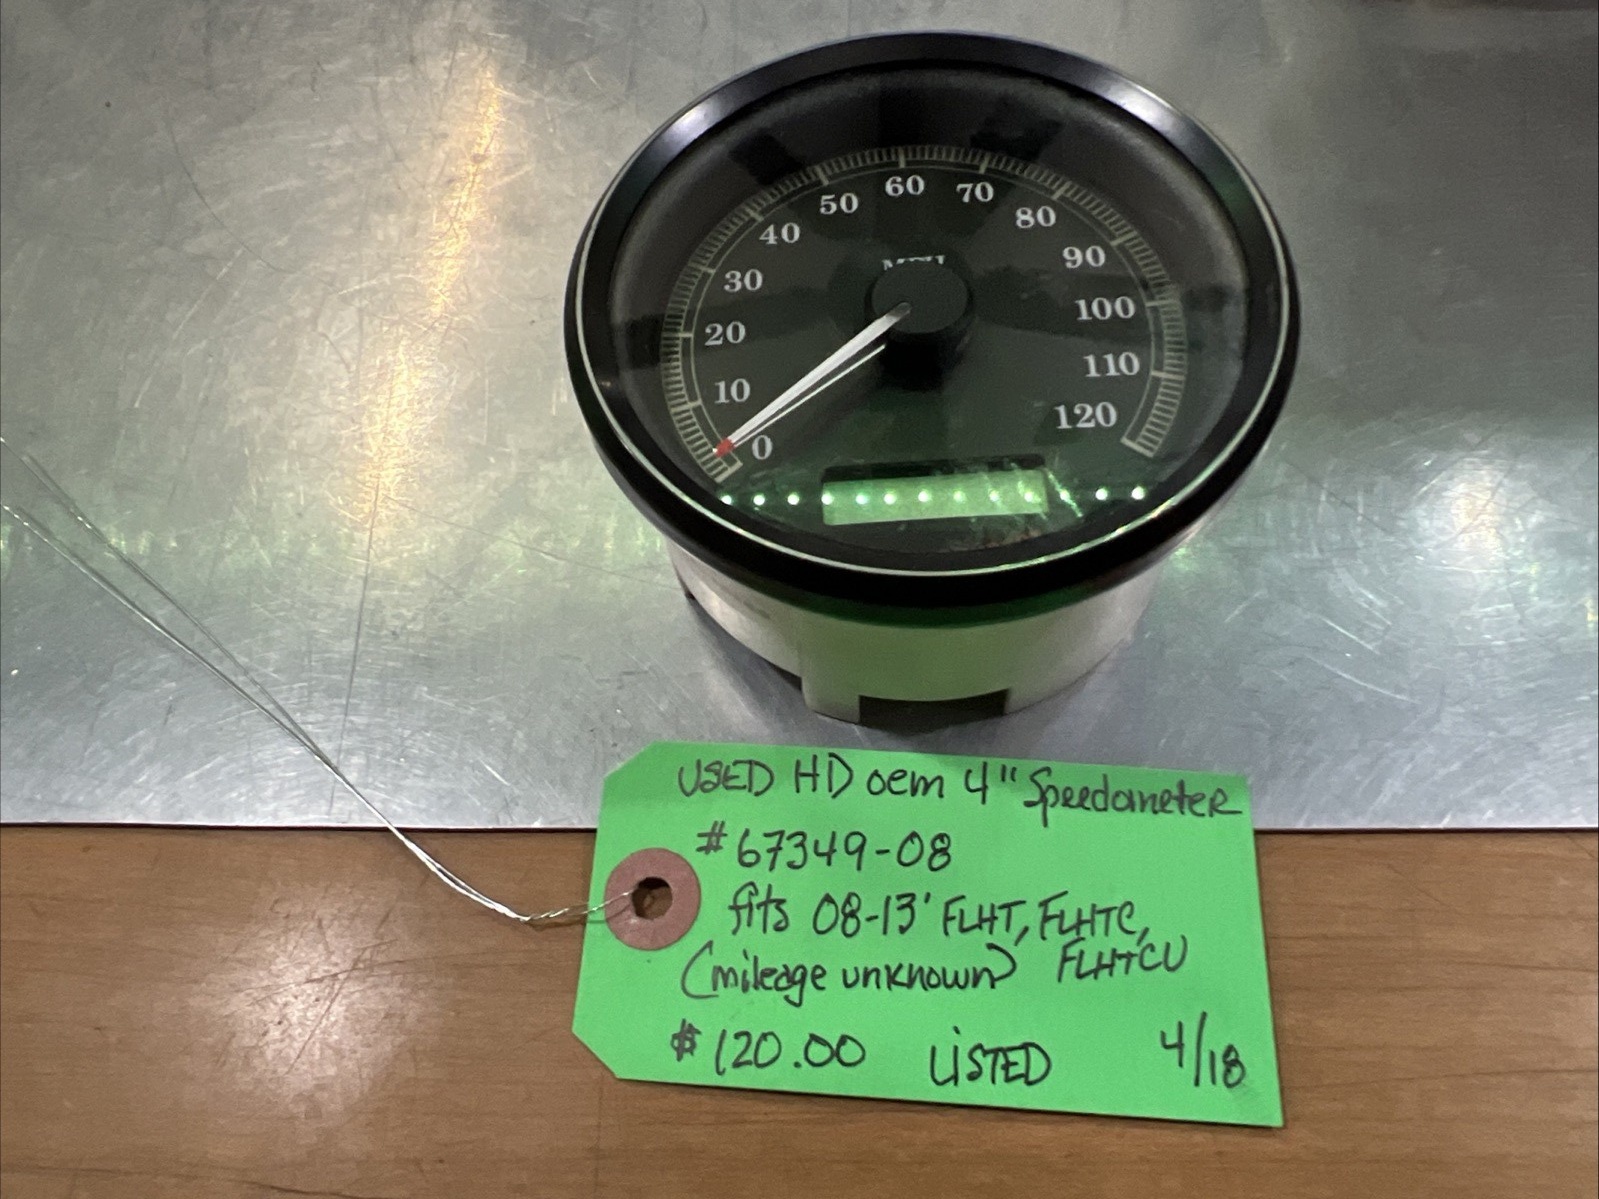 60
50
70
40
80
MPH
30
90
20
100
10
110
0
120
USED HD oem 4" Speedometer
#67349-08
fits 08-13' FLHT, FLHTC,
(mileage unknown) FLHTCU
$120.00 LISTED 4/18